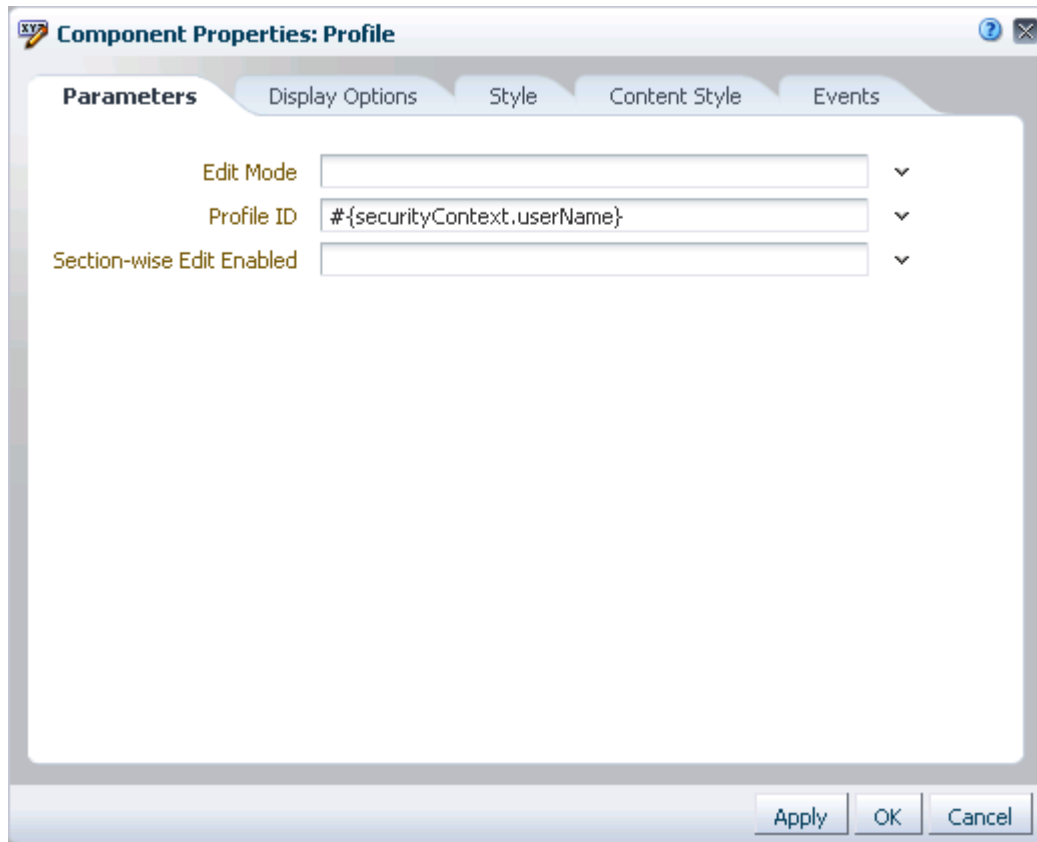 Component Properties: Profile
Parameters Display Options Style Content Style Events
Edit Mode
Profile ID #{securityContext.userName}
Section-wise Edit Enabled
Apply OK Cancel